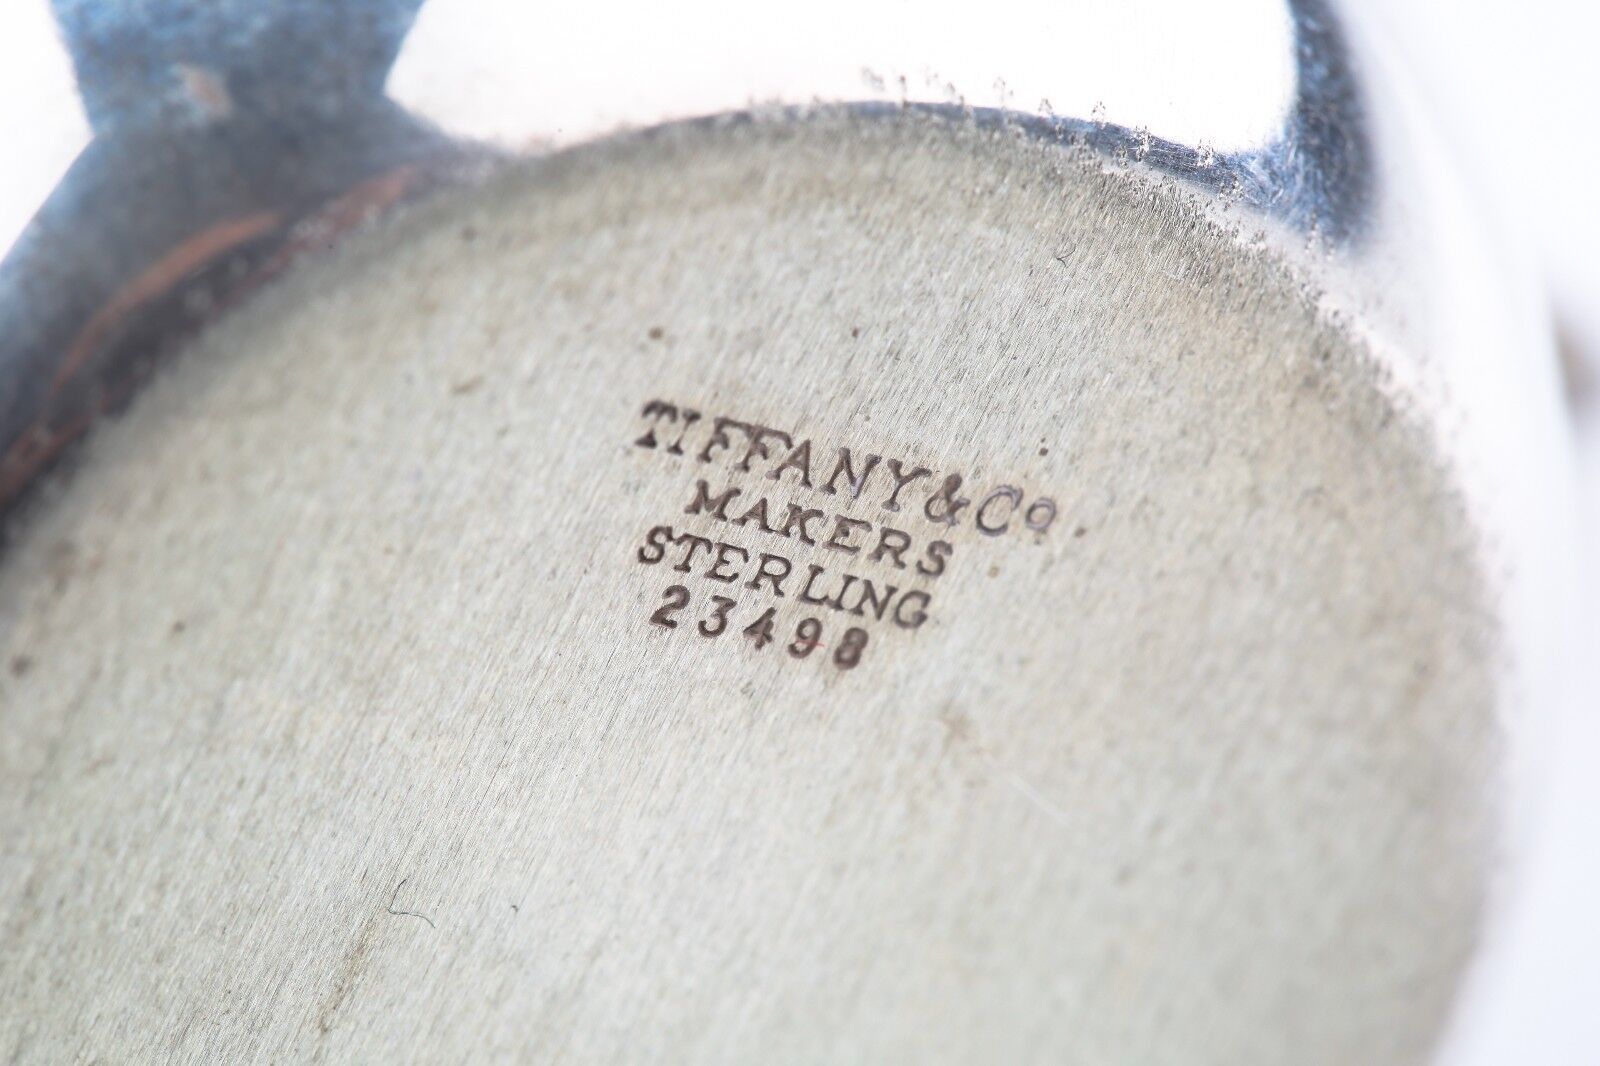 TIFFANY & Cº
MAKERS
STERLING
23498